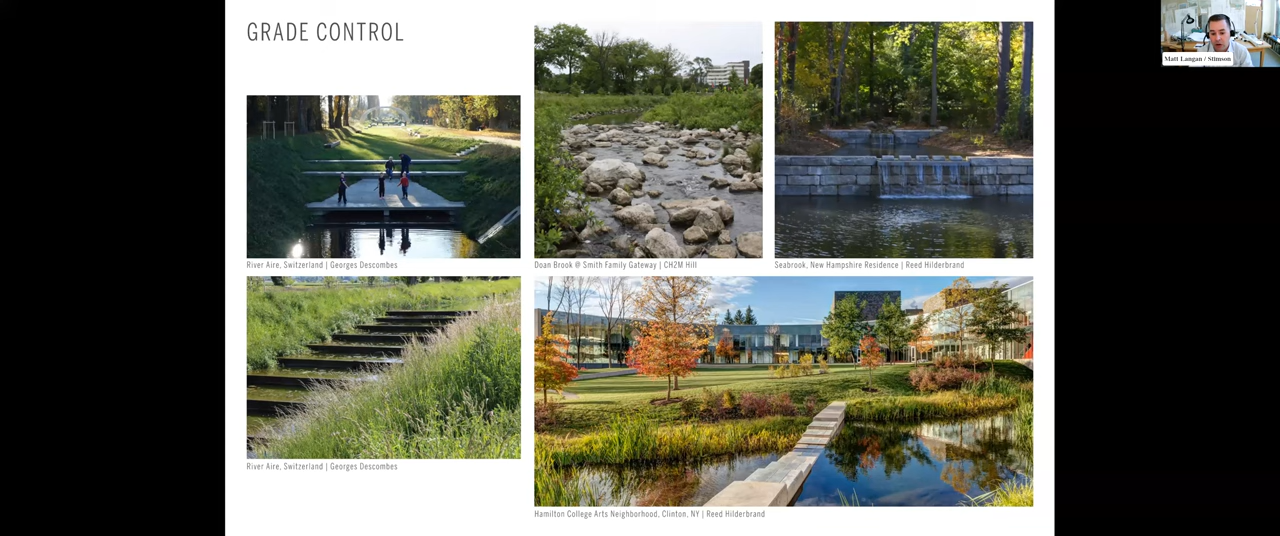 GRADE CONTROL
Matt Langan / Stimson
River Aire, Switzerland | Georges Descombes
Doan Brook @ Smith Family Gateway | CH2M Hill
Seabrook, New Hampshire Residence | Reed Hilderbrand
River Aire, Switzerland | Georges Descombes
Hamilton College Arts Neighborhood, Clinton, NY | Reed Hilderbrand